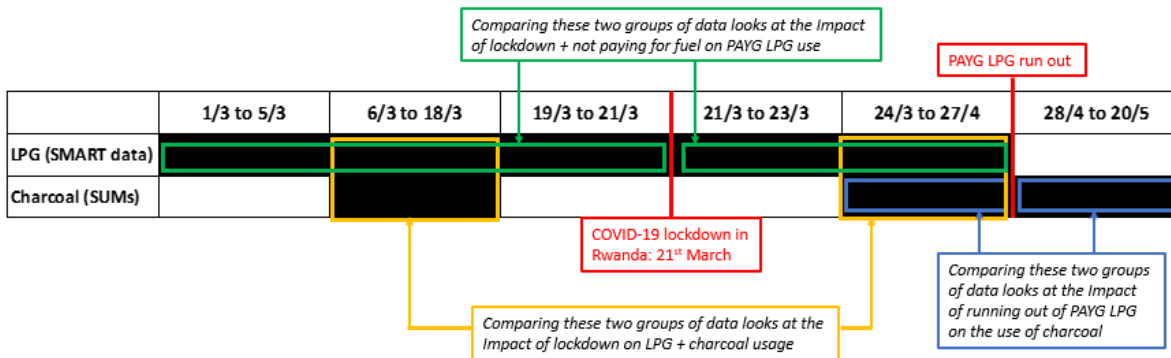 Comparing these two groups of data looks at the Impact
of lockdown + not paying for fuel on PAYG LPG use
PAYG LPG run out
1/3 to 5/3 6/3 to 18/3 19/3 to 21/3 21/3 to 23/3 24/3 to 27/4 28/4 to 20/5
LPG (SMART data)
Charcoal (SUMs)
COVID-19 lockdown in
Rwanda: 21st March
Comparing these two groups of data looks at the
Impact of lockdown on LPG + charcoal usage
Comparing these two groups
of data looks at the Impact
of running out of PAYG LPG
on the use of charcoal